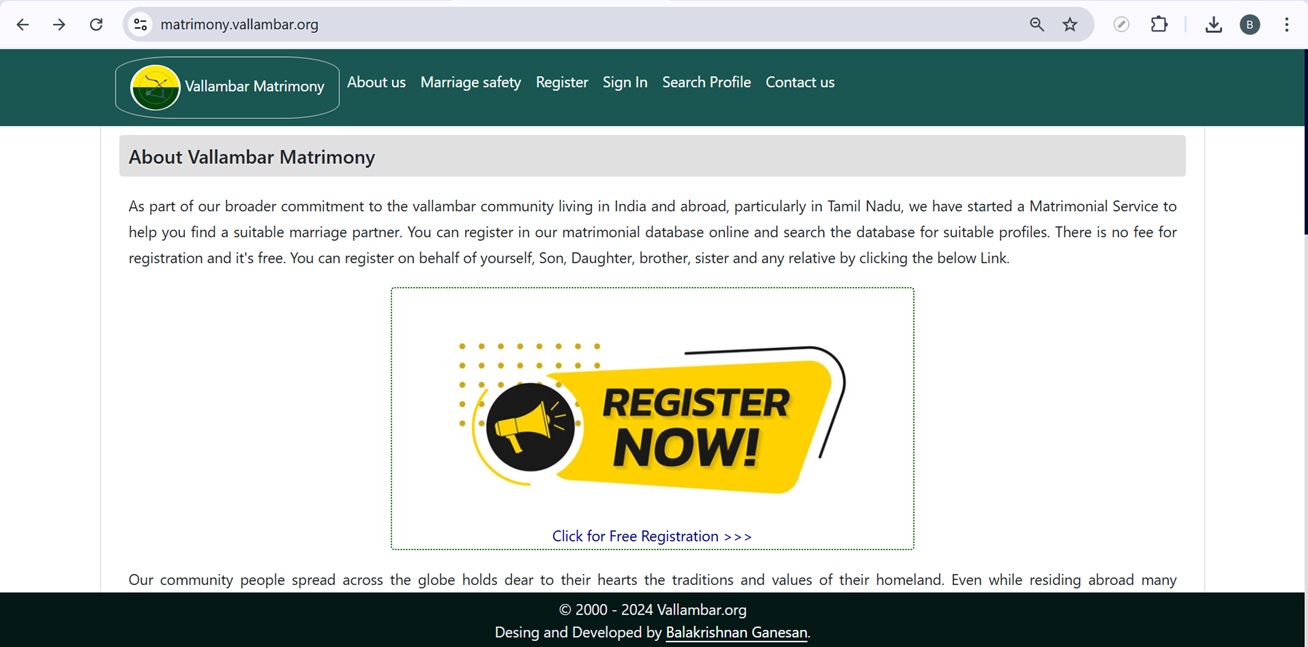 matrimony.vallambar.org
B
Vallambar Matrimony
About us Marriage safety Register Sign In Search Profile Contact us
About Vallambar Matrimony
As part of our broader commitment to the vallambar community living in India and abroad, particularly in Tamil Nadu, we have started a Matrimonial Service to
help you find a suitable marriage partner. You can register in our matrimonial database online and search the database for suitable profiles. There is no fee for
registration and it's free. You can register on behalf of yourself, Son, Daughter, brother, sister and any relative by clicking the below Link.
REGISTER
NOW!
Click for Free Registration >>>
Our community people spread across the globe holds dear to their hearts the traditions and values of their homeland. Even while residing abroad many
© 2000 - 2024 Vallambar.org
Desing and Developed by Balakrishnan Ganesan.